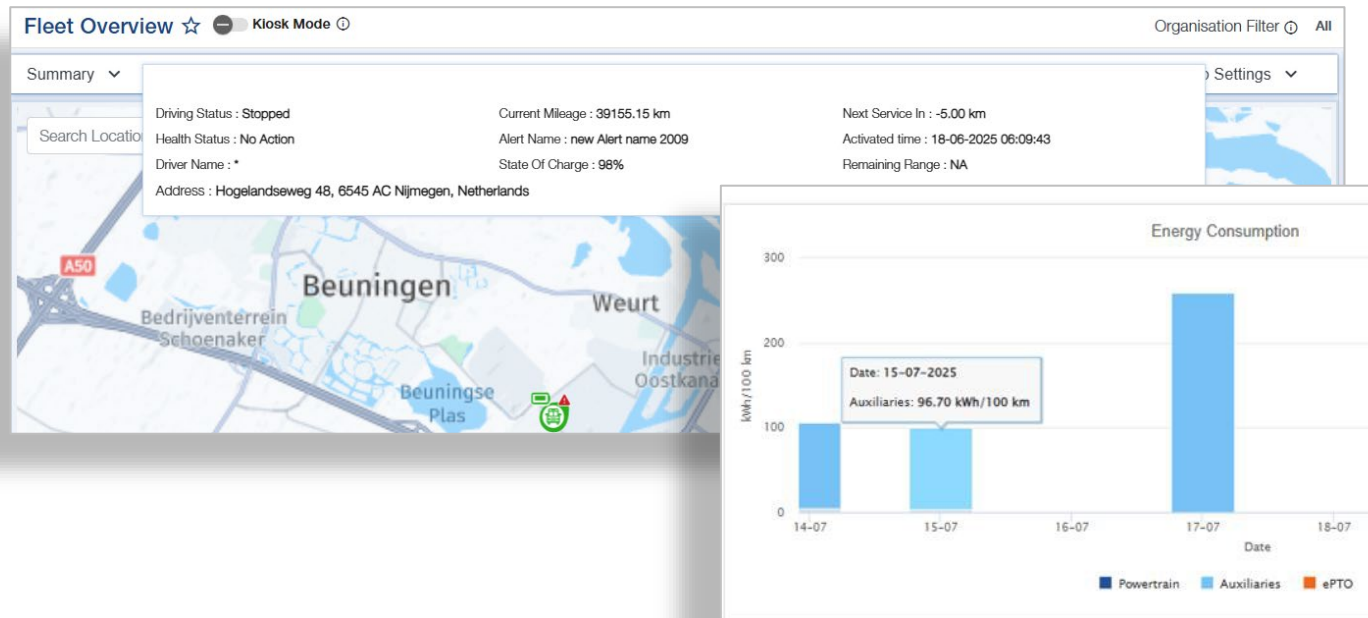 Fleet Overview Kiosk Mode
Organisation Filter All
Summary
Settings
Driving Status : Stopped
Current Mileage : 39155.15 km
Next Service In : -5.00 km
Health Status : No Action
Alert Name : new Alert name 2009
Activated time : 18-06-2025 06:09:43
Driver Name : *
State Of Charge : 98%
Remaining Range : NA
Address : Hogelandseweg 48, 6545 AC Nijmegen, Netherlands
Search
A50
Beuningen
Weurt
Bedrijventerrein
Schoenaker
Beuningse
Plas
Energy Consumption
kWh/100 km
300
200
100
0
Date: 15-07-2025
Auxiliaries: 96.70 kWh/100 km
14-07
15-07
16-07
17-07
18-07
Date
Powertrain
Auxiliaries
ePTO